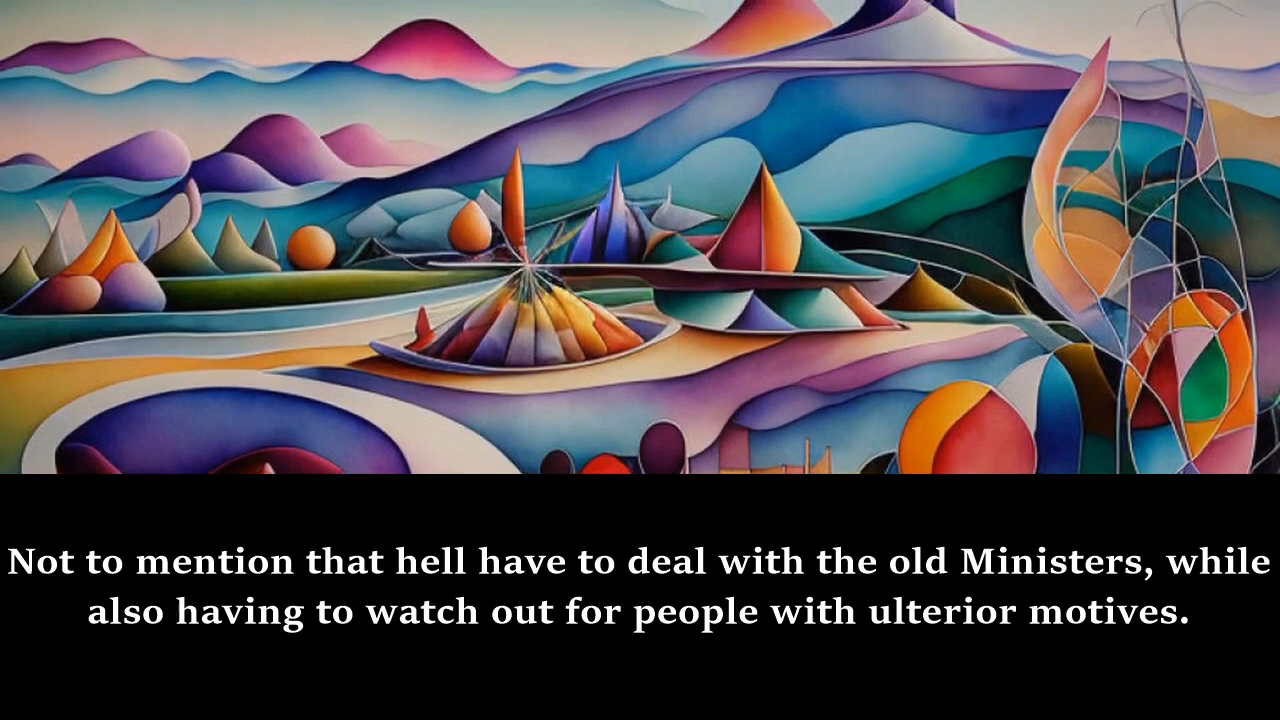 Not to mention that hell have to deal with the old Ministers, while
also having to watch out for people with ulterior motives.